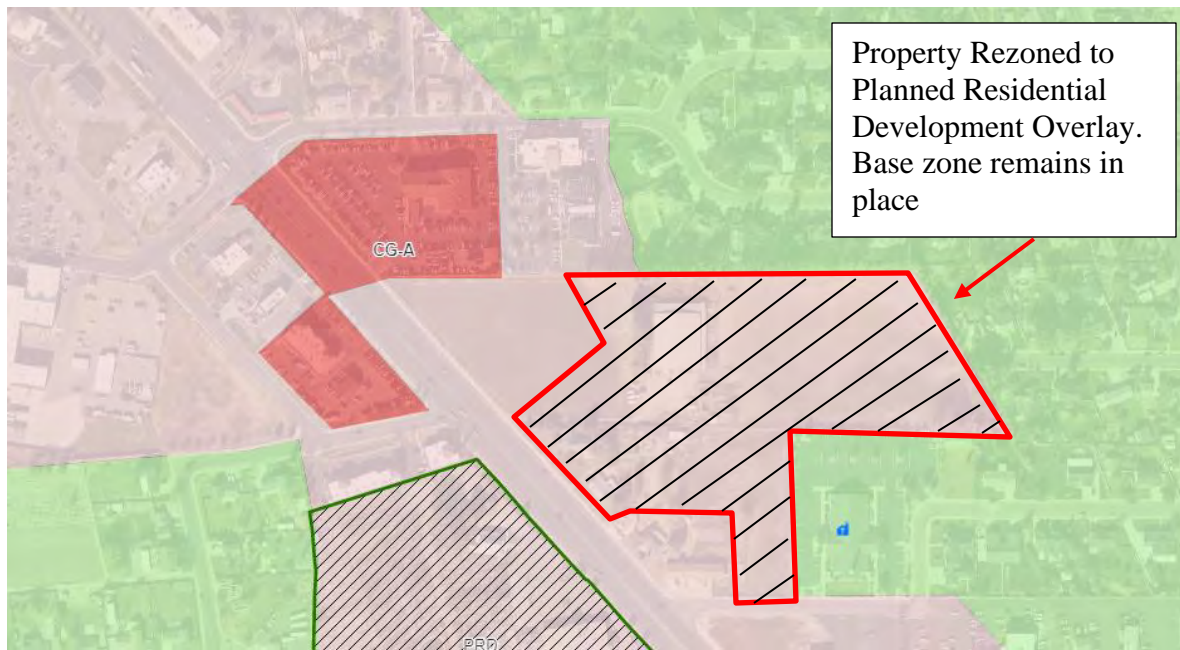 Property Rezoned to
Planned Residential
Development Overlay.
Base zone remains in
place
CG-A
PRD